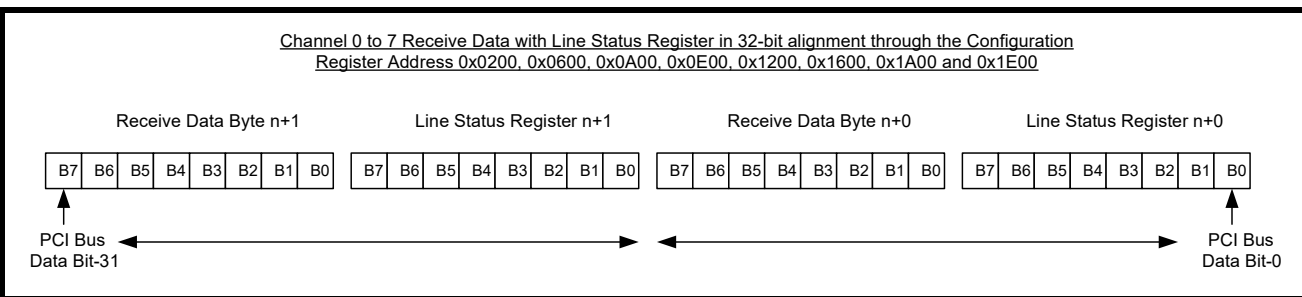 Channel 0 to 7 Receive Data with Line Status Register in 32-bit alignment through the Configuration
Register Address 0x0200, 0x0600, 0x0A00, 0x0E00, 0x1200, 0x1600, 0x1A00 and 0x1E00
Receive Data Byte n+1 Line Status Register n+1 Receive Data Byte n+0 Line Status Register n+0
B7 B6 B5 B4 B3 B2 B1 B0 B7 B6 B5 B4 B3 B2 B1 B0 B7 B6 B5 B4 B3 B2 B1 B0 B7 B6 B5 B4 B3 B2 B1 B0
PCI Bus PCI Bus
Data Bit-31 Data Bit-0